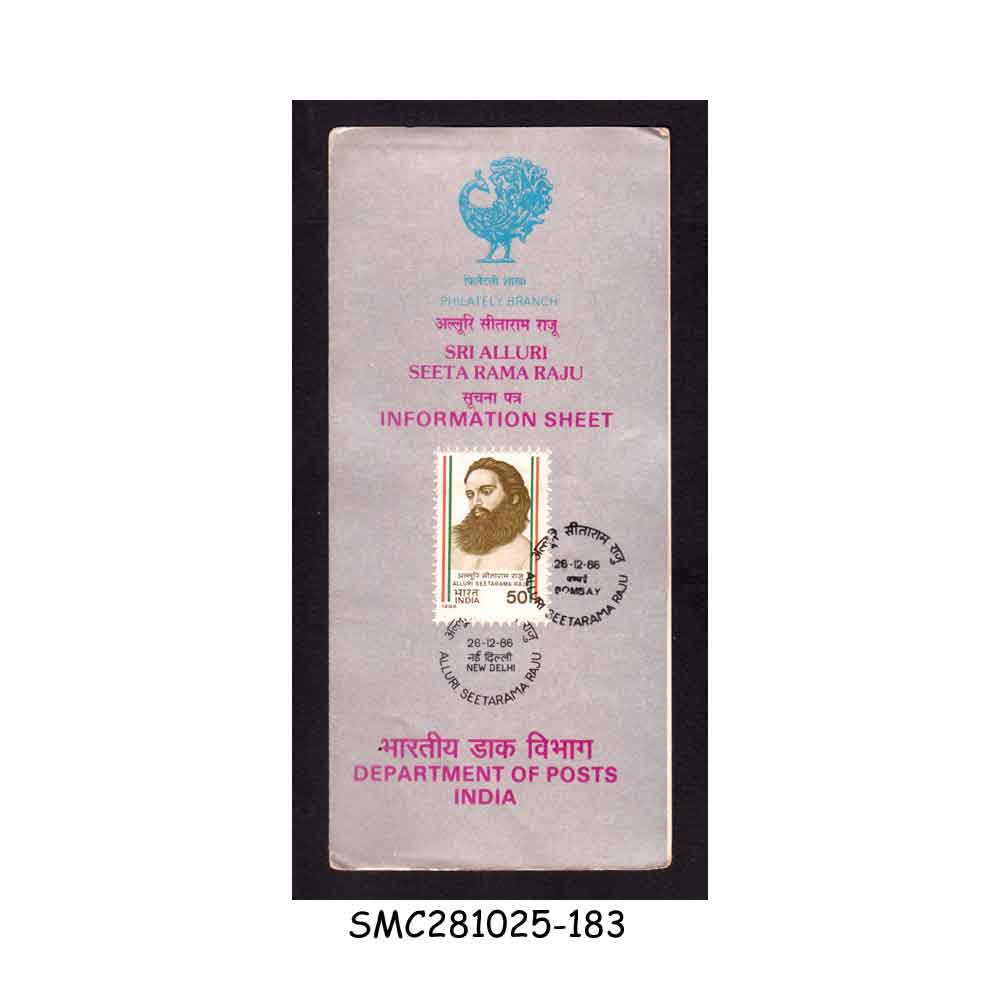 फिलैटली शाखा
PHILATELY BRANCH
अल्लूरि सीताराम राजू
SRI ALLURI
SEETA RAMA RAJU
सूचना पत्र
INFORMATION SHEET
अल्लूरि सीताराम राजू
ALLURI SEETARAMA RAJU
भारत
INDIA
50
1986
अल्लूरि सीताराम राजु
26-12-86
बम्बई
BOMBAY
ALLURI SEETARAMA RAJU
राजु
26-12-86
नई दिल्ली
NEW DELHI
ALLURI SEETARAMA RAJU
भारतीय डाक विभाग
DEPARTMENT OF POSTS
INDIA
SMC281025-183